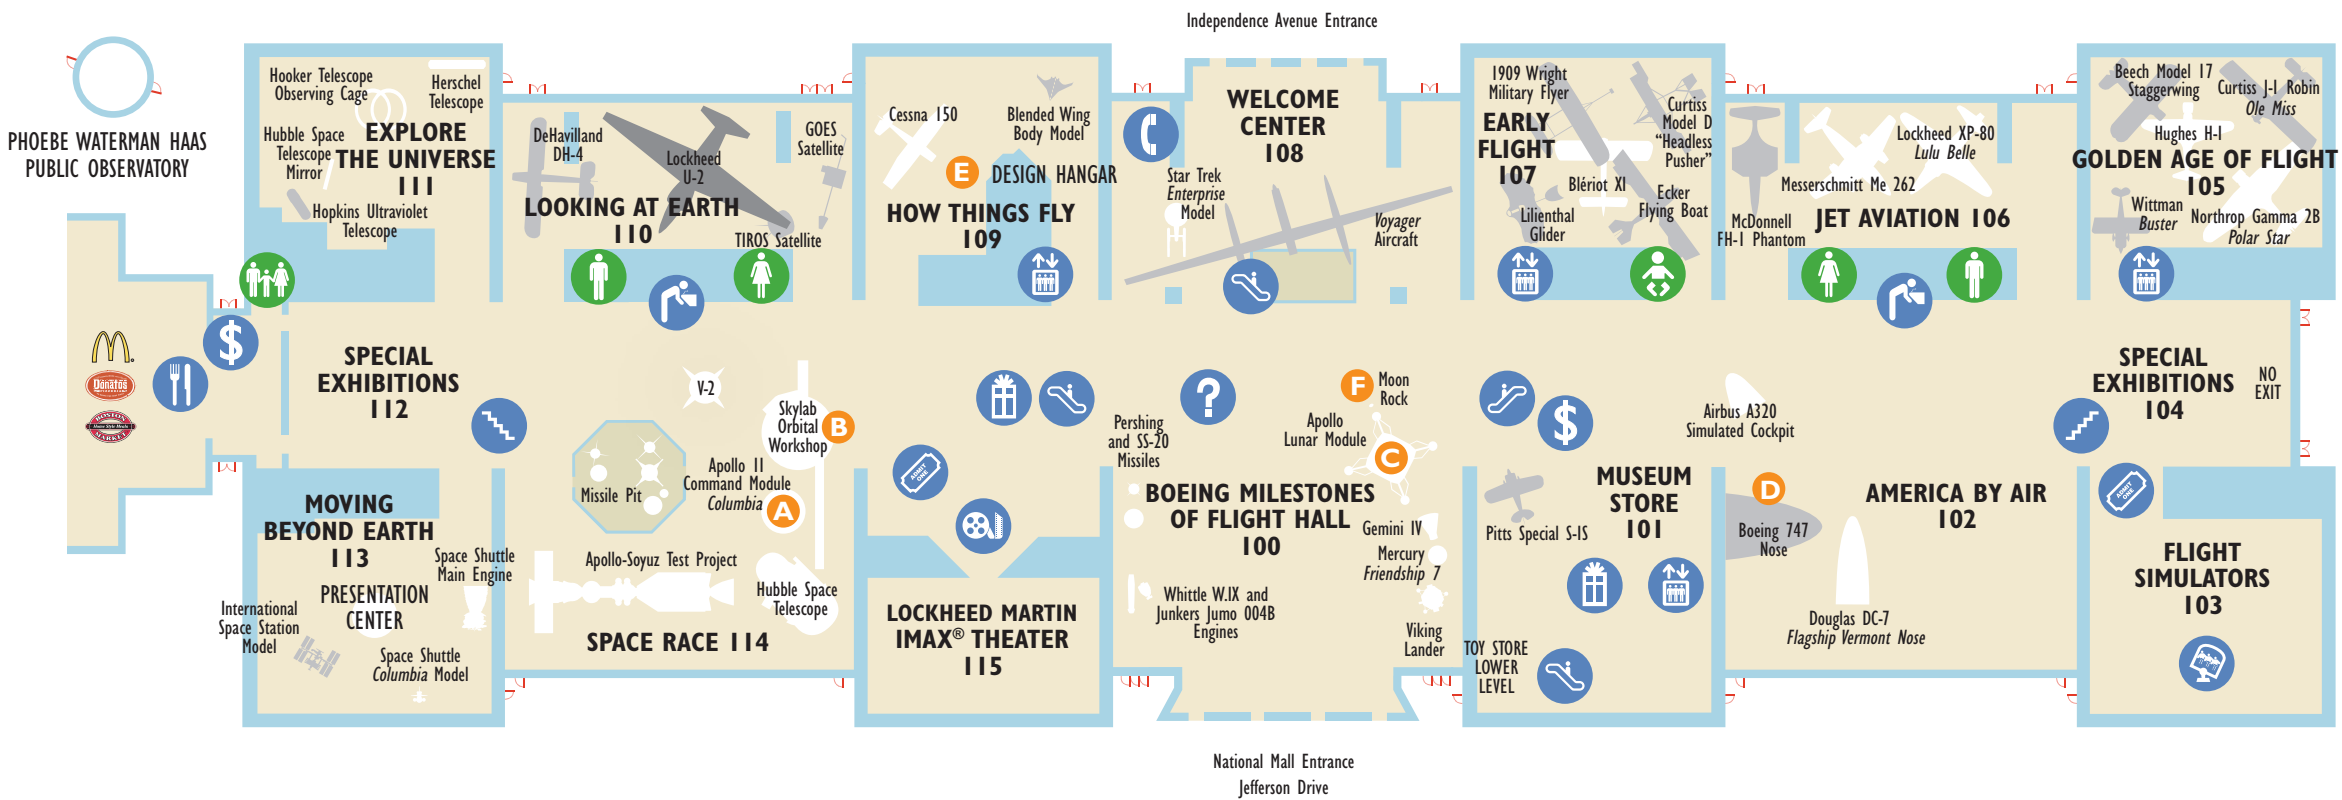 Independence Avenue Entrance
PHOEBE WATERMAN HAAS
PUBLIC OBSERVATORY
Hooker Telescope
Observing Cage
Herschel
Telescope
Hubble Space
Telescope
Mirror
EXPLORE
THE UNIVERSE
111
Hopkins Ultraviolet
Telescope
DeHavilland
DH-4
Lockheed
U-2
GOES
Satellite
LOOKING AT EARTH
110
TIROS Satellite
Cessna 150
Blended Wing
Body Model
E
DESIGN HANGAR
HOW THINGS FLY
109
WELCOME
CENTER
108
Star Trek
Enterprise
Model
Voyager
Aircraft
1909 Wright
Military Flyer
EARLY
FLIGHT
107
Curtiss
Model D
“Headless
Pusher”
Blériot XI
Lilienthal
Glider
Ecker
Flying Boat
McDonnell
FH-1 Phantom
Lockheed XP-80
Lulu Belle
Messerschmitt Me 262
JET AVIATION 106
Beech Model 17
Staggerwing
Curtiss J-1 Robin
Ole Miss
Hughes H-1
GOLDEN AGE OF FLIGHT
105
Wittman
Buster
Northrop Gamma 2B
Polar Star
$
Donatos
BOSTON
Home Style Meals
MARKET
SPECIAL
EXHIBITIONS
112
V-2
Skylab
Orbital
Workshop
B
Missile Pit
Apollo 11
Command Module
Columbia
A
ADMIT
ONE
?
Pershing
and SS-20
Missiles
F
Moon
Rock
Apollo
Lunar Module
C
$
Airbus A320
Simulated Cockpit
SPECIAL
EXHIBITIONS
104
NO
EXIT
MOVING
BEYOND EARTH
113
Space Shuttle
Main Engine
PRESENTATION
CENTER
International
Space Station
Model
Space Shuttle
Columbia Model
Apollo-Soyuz Test Project
Hubble Space
Telescope
SPACE RACE 114
LOCKHEED MARTIN
IMAX® THEATER
115
BOEING MILESTONES
OF FLIGHT HALL
100
Gemini IV
Mercury
Friendship 7
Whittle W.IX and
Junkers Jumo 004B
Engines
Viking
Lander
MUSEUM
STORE
101
Pitts Special S-1S
TOY STORE
LOWER
LEVEL
D
Boeing 747
Nose
AMERICA BY AIR
102
Douglas DC-7
Flagship Vermont Nose
ADMIT
ONE
FLIGHT
SIMULATORS
103
National Mall Entrance
Jefferson Drive